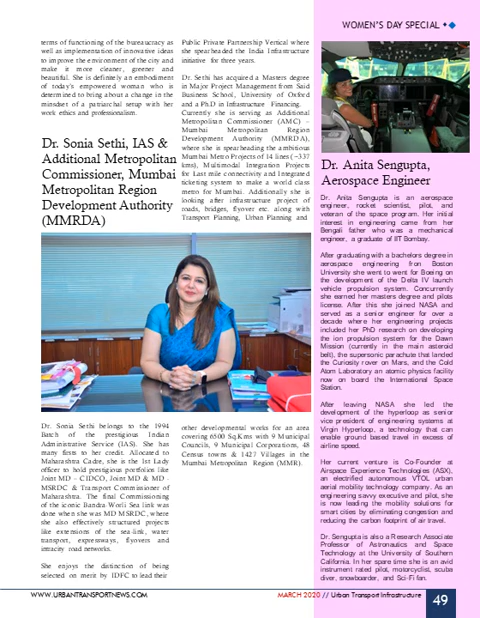 WOMEN'S DAY SPECIAL
terms of functioning of the bureaucracy as
well as implementation of innovative ideas
to improve the environment of the city and
make it more cleaner, greener and
beautiful. She is definitely an embodiment
of today's empowered woman who is
determined to bring about a change in the
mindset of a patriarchal setup with her
work ethics and professionalism.
Dr. Sonia Sethi, IAS &
Additional Metropolitan
Commissioner, Mumbai
Metropolitan Region
Development Authority
(MMRDA)
Dr. Sonia Sethi belongs to the 1994
Batch of the prestigious Indian
Administrative Service (IAS). She has
many firsts to her credit. Allocated to
Maharashtra Cadre, she is the 1st Lady
officer to hold prestigious portfolios like
Joint MD - CIDCO, Joint MD & MD -
MSRDC & Transport Commissioner of
Maharashtra. The final Commissioning
of the iconic Bandra Worli Sea link was
done when she was MD MSRDC, where
she also effectively structured projects
like extensions of the sea-link, water
transport, expressways, flyovers and
intracity road networks.
She enjoys the distinction of being
selected on merit by IDFC to lead their
Public Private Partnership Vertical where
she spearheaded the India Infrastructure
initiative for three years.
Dr. Sethi has acquired a Masters degree
in Major Project Management from Said
Business School, University of Oxford
and a Ph.D in Infrastructure Financing.
Currently she is serving as Additional
Metropolitan Commissioner (AMC) –
Mumbai Metropolitan Region
Development Authority (MMRDA),
where she is spearheading the ambitious
Mumbai Metro Projects of 14 lines (~337
kms), Multimodal Integration Projects
for Last mile connectivity and Integrated
ticketing system to make a world class
metro for Mumbai. Additionally she is
looking after infrastructure project of
roads, bridges, flyover etc. along with
Transport Planning, Urban Planning and
other developmental works for an area
covering 6500 Sq.Kms with 9 Municipal
Councils, 9 Municipal Corporations, 48
Census towns & 1427 Villages in the
Mumbai Metropolitan Region (MMR).
Dr. Anita Sengupta,
Aerospace Engineer
Dr. Anita Sengupta is an aerospace
engineer, rocket scientist, pilot, and
veteran of the space program. Her initial
interest in engineering came from her
Bengali father who was a mechanical
engineer, a graduate of IIT Bombay.
After graduating with a bachelors degree in
aerospace engineering from Boston
University she went to went for Boeing on
the development of the Delta IV launch
vehicle propulsion system. Concurrently
she earned her masters degree and pilots
license. After this she joined NASA and
served as a senior engineer for over a
decade where her engineering projects
included her PhD research on developing
the ion propulsion system for the Dawn
Mission (currently in the main asteroid
belt), the supersonic parachute that landed
the Curiosity rover on Mars, and the Cold
Atom Laboratory an atomic physics facility
now on board the International Space
Station.
After leaving NASA she led the
development of the hyperloop as senior
vice president of engineering systems at
Virgin Hyperloop, a technology that can
enable ground based travel in excess of
airline speed.
Her current venture is Co-Founder at
Airspace Experience Technologies (ASX),
an electrified autonomous VTOL urban
aerial mobility technology company. As an
engineering savvy executive and pilot, she
is now leading the mobility solutions for
smart cities by eliminating congestion and
reducing the carbon footprint of air travel.
Dr. Sengupta is also a Research Associate
Professor of Astronautics and Space
Technology at the University of Southern
California. In her spare time she is an avid
instrument rated pilot, motorcyclist, scuba
diver, snowboarder, and Sci-Fi fan.
WWW.URBANTRANSPORTNEWS.COM
MARCH 2020 // Urban Transport Infrastructure
49